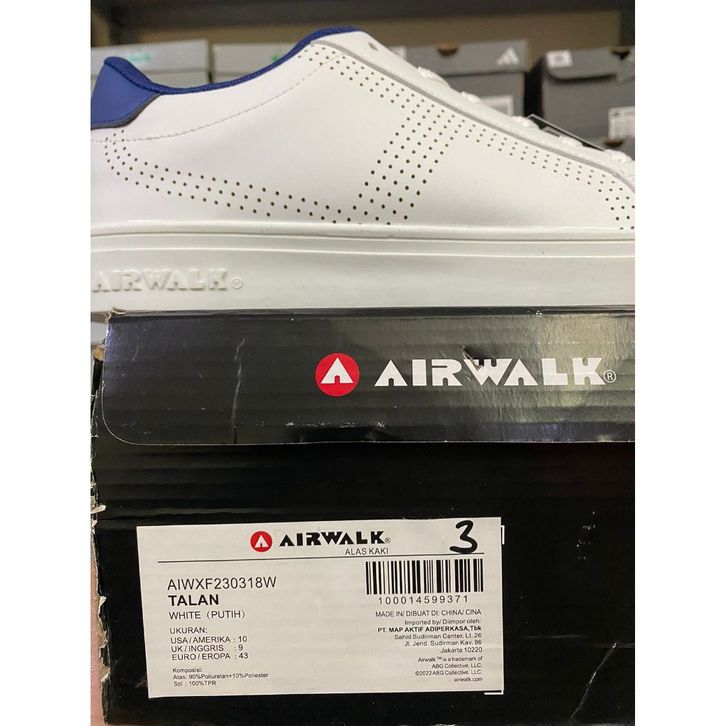 AIRWALK®
AIRWALK®
AIRWALK®
ALAS KAKI
3
AIWXF230318W
TALAN
WHITE (PUTIH)
100014599371
UKURAN:
USA/AMERIKA : 10
UK/INGGRIS : 9
EURO/EROPA : 43
Komposisi:
Atas: 90%Poliuretan+10%Poliester
Sol : 100%TPR
MADE IN/ DIBUAT DI: CHINA/ CINA
Imported by/ Diimpor oleh:
PT. MAP AKTIF ADIPERKASA,Tbk
Sahid Sudirman Center, Lt. 26
Jl. Jend. Sudirman Kav. 86
Jakarta 10220
Airwalk ™ is a trademark of
ABG Collective, LLC.
©2022 ABG Collective, LLC.
airwalk.com